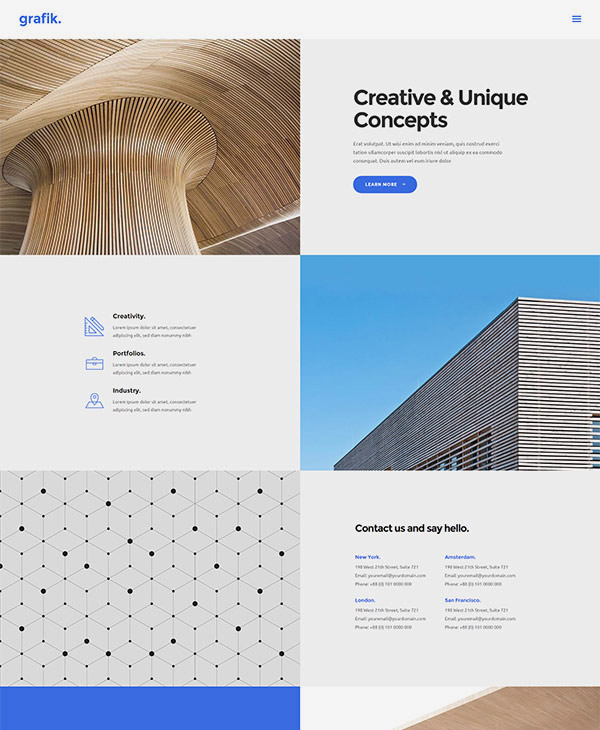 grafik.
Creative & Unique
Concepts
Erat volutpat. Ut wisi enim ad minim veniam, quis nostrud exerci
tation ullamcorper suscipit lobortis nisl ut aliquip ex ea commodo
consequat. Duis autem vel eum iriure dolor
LEARN MORE
Creativity.
Lorem ipsum dolor sit amet, consectetuer
adipiscing elit, sed diam nonummy nibh
Portfolios.
Lorem ipsum dolor sit amet, consectetuer
adipiscing elit, sed diam nonummy nibh
Industry.
Lorem ipsum dolor sit amet, consectetuer
adipiscing elit, sed diam nonummy nibh
Contact us and say hello.
New York.
198 West 21th Street, Suite 721
Email: youremail@yourdomain.com
Phone: +88 (0) 101 0000 000
Amsterdam.
198 West 21th Street, Suite 721
Email: youremail@yourdomain.com
Phone: +88 (0) 101 0000 000
London.
198 West 21th Street, Suite 721
Email: youremail@yourdomain.com
Phone: +88 (0) 101 0000 000
San Francisco.
198 West 21th Street, Suite 721
Email: youremail@yourdomain.com
Phone: +88 (0) 101 0000 000